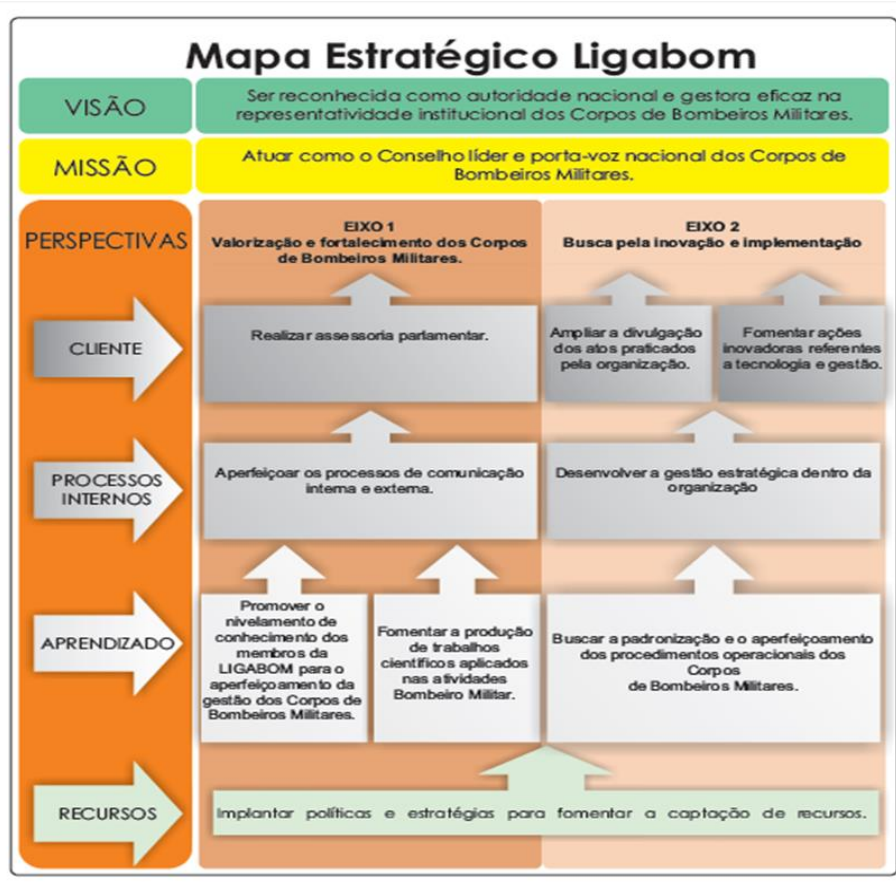 Mapa Estratégico Ligabom
VISÃO
Ser reconhecida como autoridade nacional e gestora eficaz na
representatividade institucional dos Corpos de Bombeiros Militares.
MISSÃO
Atuar como o Conselho líder e porta-voz nacional dos Corpos de
Bombeiros Militares.
PERSPECTIVAS
EIXO 1
Valorização e fortalecimento dos Corpos
de Bombeiros Militares.
EIXO 2
Busca pela inovação e implementação
CLIENTE
Realizar assessoria parlamentar.
Ampliar a divulgação
dos atos praticados
pela organização.
Fomentar ações
inovadoras referentes
a tecnologia e gestão.
PROCESSOS
INTERNOS
Aperfeiçoar os processos de comunicação
interna e externa.
Desenvolver a gestão estratégica dentro da
organização
APRENDIZADO
Promover o
nivelamento de
conhecimento dos
membros da
LIGABOM para o
aperfeiçoamento da
gestão dos Corpos de
Bombeiros Militares.
Fomentar a produção
de trabalhos
científicos aplicados
nas atividades
Bombeiro Militar.
Buscar a padronização e o aperfeiçoamento
dos procedimentos operacionais dos
Corpos
de Bombeiros Militares.
RECURSOS
Implantar políticas e estratégias para fomentar a captação de recursos.